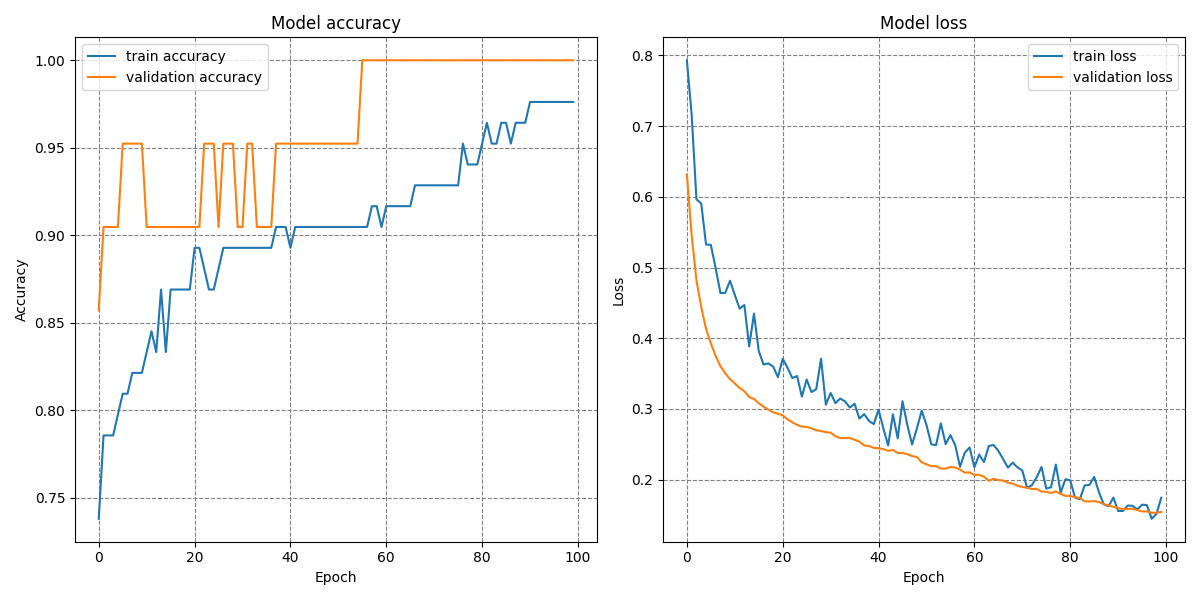 Model accuracy
train accuracy
validation accuracy
1.00
0.95
0.90
0.85
0.80
0.75
Accuracy
0 20 40 60 80 100
Epoch
Model loss
train loss
validation loss
0.8
0.7
0.6
0.5
0.4
0.3
0.2
Loss
0 20 40 60 80 100
Epoch